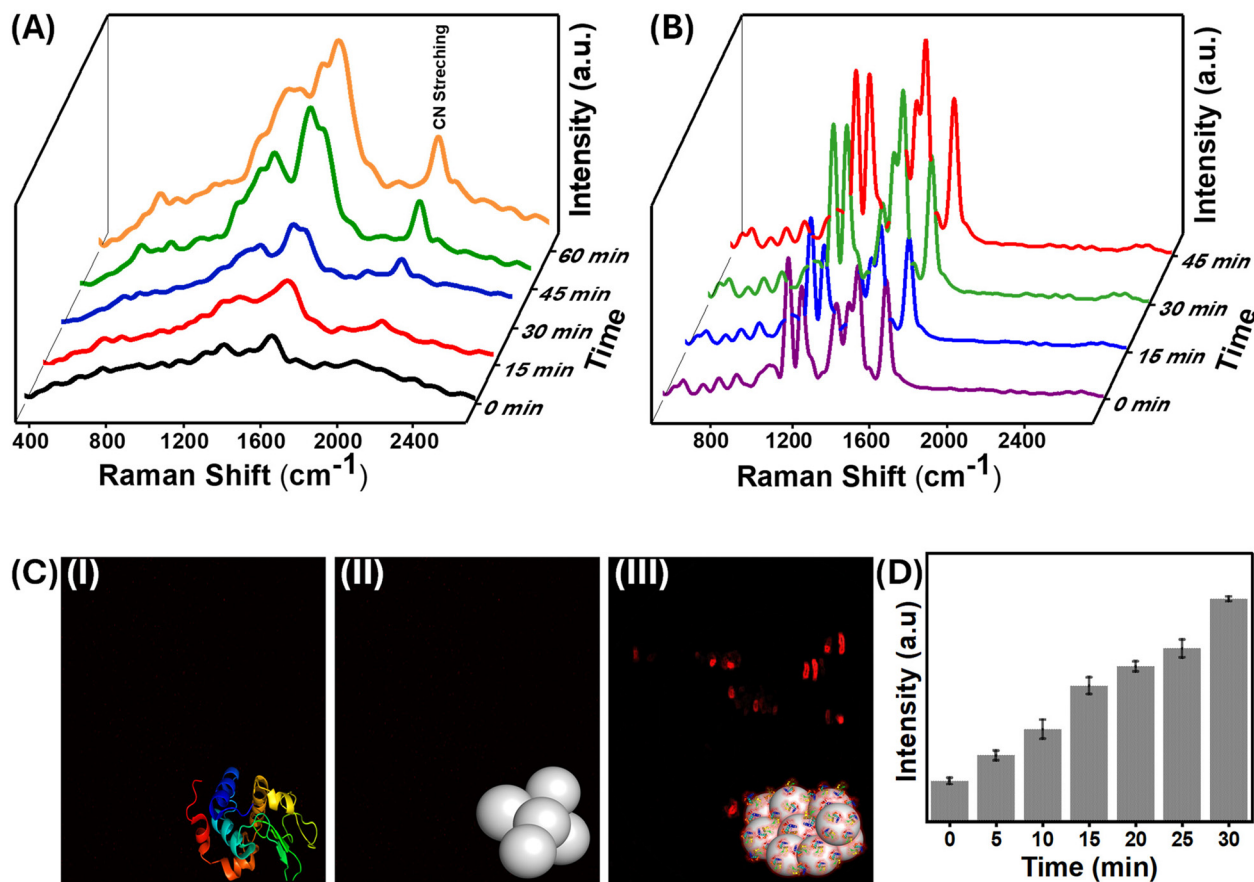 (A)
CN Streching
Intensity (a.u.)
60 min
45 min
30 min
15 min
0 min
Time
400 800 1200 1600 2000 2400
Raman Shift (cm-1)
(B)
Intensity (a.u.)
45 min
30 min
15 min
0 min
Time
800 1200 1600 2000 2400
Raman Shift (cm-1)
(C) (I) (II) (III)
(D)
Intensity (a.u)
0 5 10 15 20 25 30
Time (min)